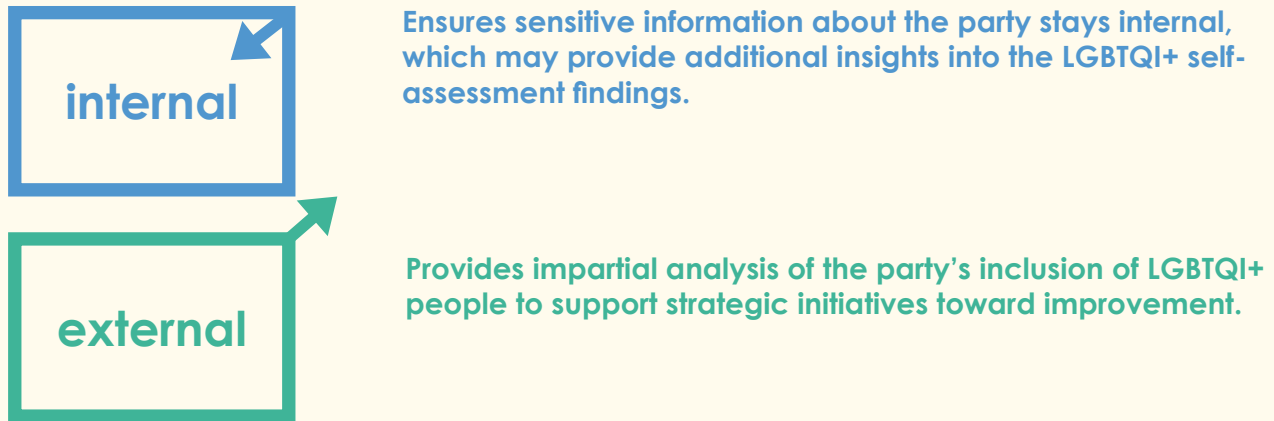 internal
Ensures sensitive information about the party stays internal,
which may provide additional insights into the LGBTQI+ self-
assessment findings.
external
Provides impartial analysis of the party’s inclusion of LGBTQI+
people to support strategic initiatives toward improvement.